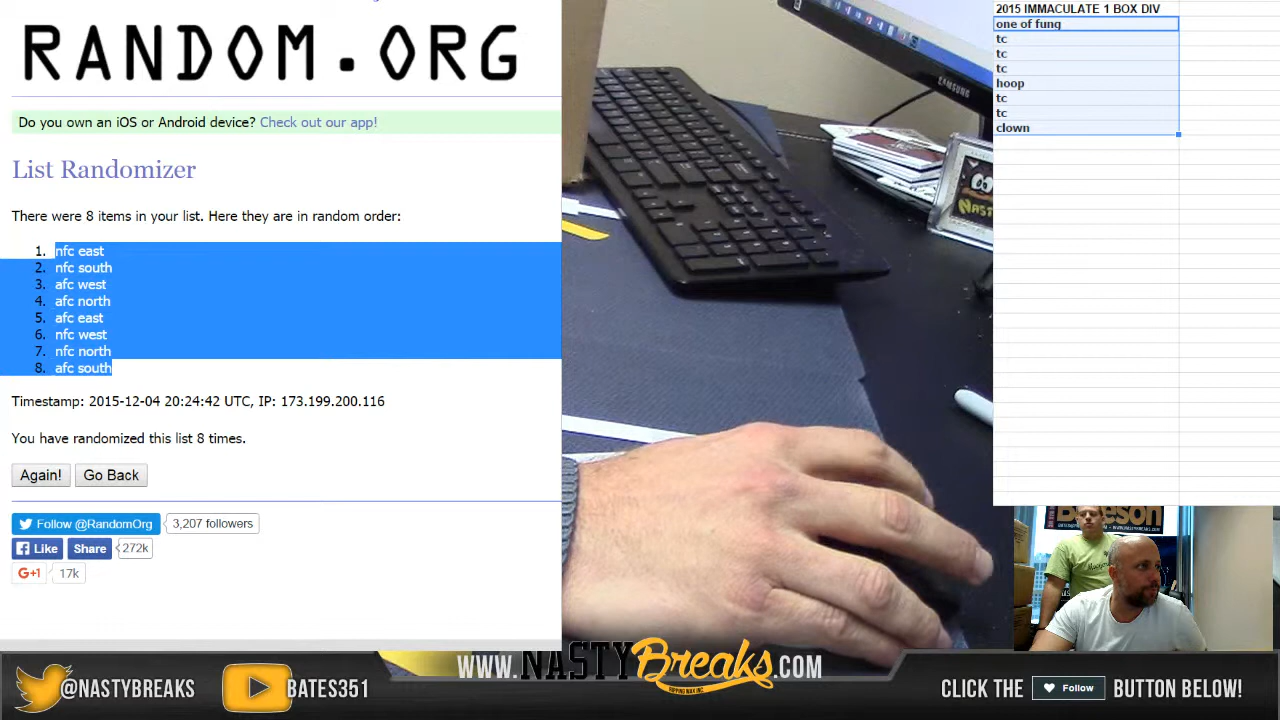 RANDOM.ORG
Do you own an iOS or Android device? Check out our app!
List Randomizer
There were 8 items in your list. Here they are in random order:
1. nfc east
2. nfc south
3. afc west
4. afc north
5. afc east
6. nfc west
7. nfc north
8. afc south
Timestamp: 2015-12-04 20:24:42 UTC, IP: 173.199.200.116
You have randomized this list 8 times.
Again! Go Back
Follow @RandomOrg 3,207 followers
Like Share 272k
G+1 17k
SAMSUNG
2015 IMMACULATE 1 BOX DIV
one of fung
tc
tc
tc
hoop
tc
tc
clown
@NASTYBREAKS
BATES351
WWW.NASTYBreaks.COM
RIPPING WAX INC.
CLICK THE Follow BUTTON BELOW!